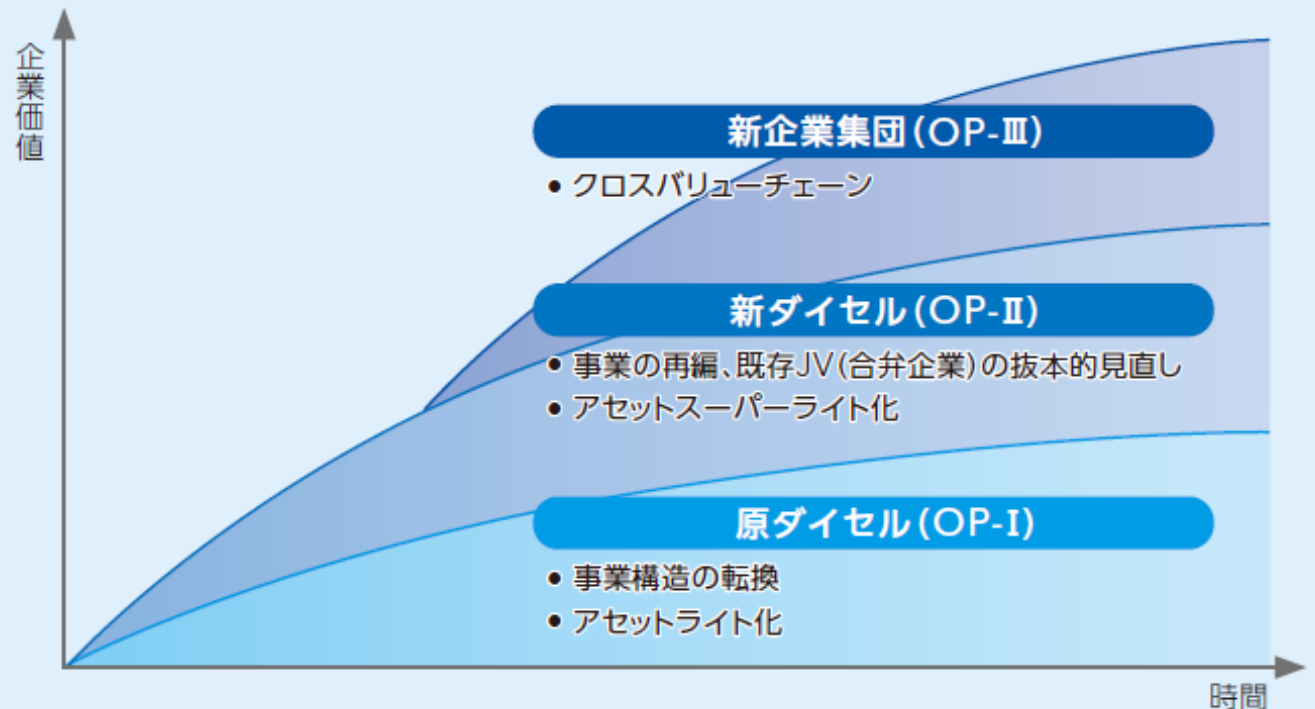 企業価値
新企業集団(OP-Ⅲ)
• クロスバリューチェーン
新ダイセル(OP-Ⅱ)
• 事業の再編、既存JV(合弁企業)の抜本的見直し
• アセットスーパーライト化
原ダイセル(OP-Ⅰ)
• 事業構造の転換
• アセットライト化
時間